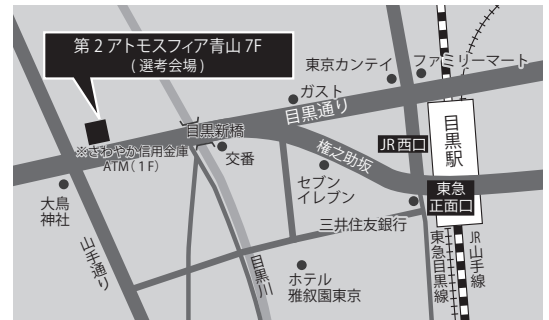 第2アトモスフィア青山 7F
(選考会場)
東京カンテイ
ファミリーマート
ガスト
目黒通り
目黒新橋
※さわやか信用金庫
ATM(1F)
交番
権之助坂
JR西口
目黒駅
セブン
イレブン
東急
正面口
大鳥
神社
三井住友銀行
山手通り
目黒川
ホテル
雅叙園東京
東急目黒線
JR山手線